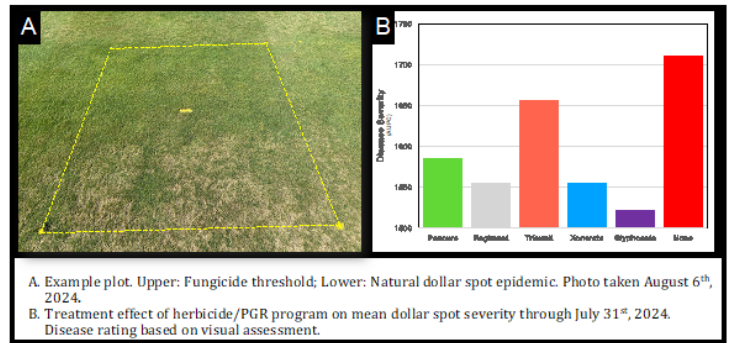 A
B
1750
1700
1650
1600
1550
1500
Disease Severity
(AUPC)
Regiment Trimmit Xonerate Glyphosate None
A. Example plot. Upper: Fungicide threshold; Lower: Natural dollar spot epidemic. Photo taken August 6th,
2024.
B. Treatment effect of herbicide/PGR program on mean dollar spot severity through July 31st, 2024.
Disease rating based on visual assessment.